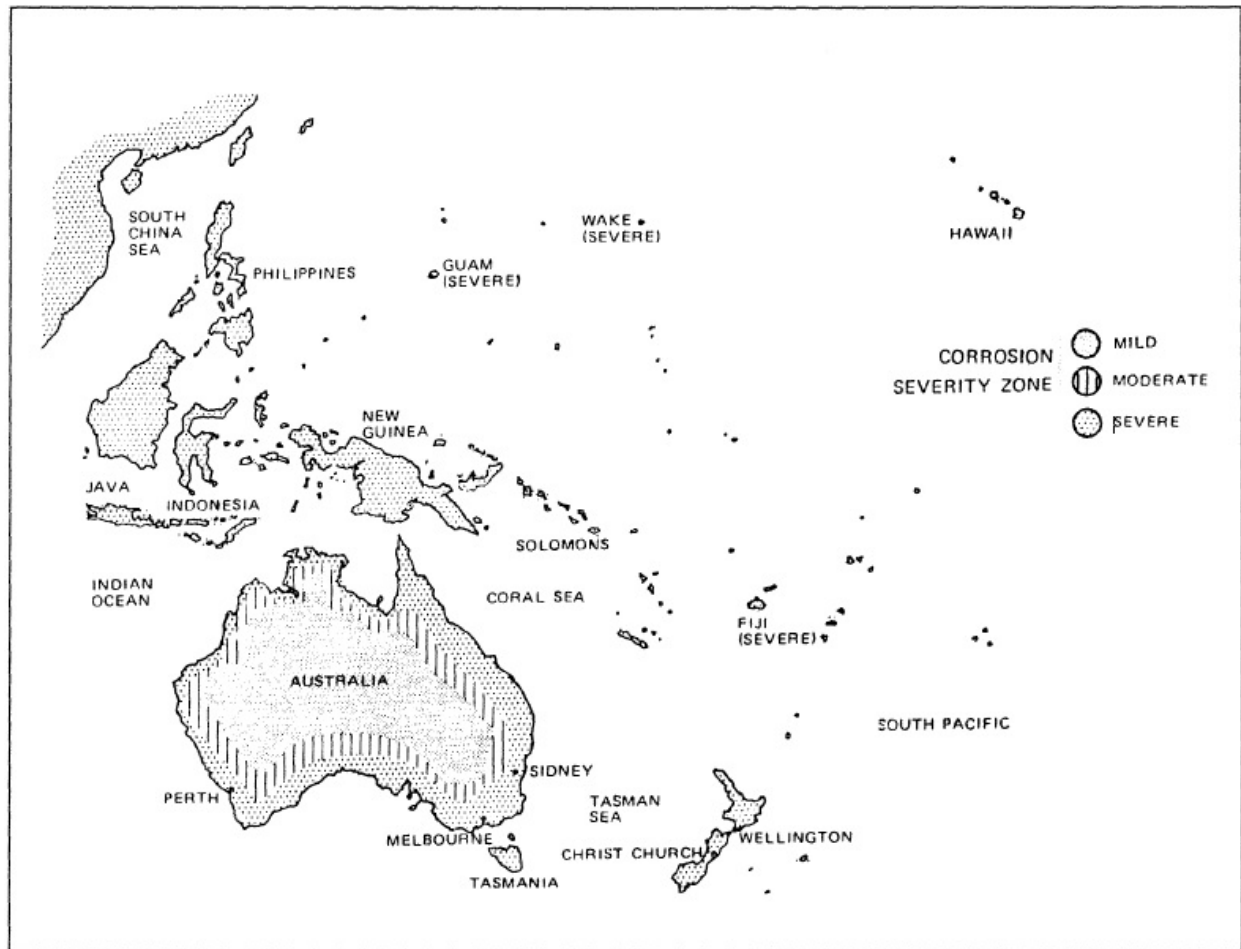 SOUTH
CHINA
SEA
PHILIPPINES
WAKE
(SEVERE)
GUAM
(SEVERE)
HAWAII
CORROSION
SEVERITY ZONE
MILD
MODERATE
SEVERE
NEW
GUINEA
JAVA
INDONESIA
SOLOMONS
INDIAN
OCEAN
CORAL SEA
FIJI
(SEVERE)
AUSTRALIA
SOUTH PACIFIC
SIDNEY
PERTH
TASMAN
SEA
MELBOURNE
WELLINGTON
CHRIST CHURCH
TASMANIA